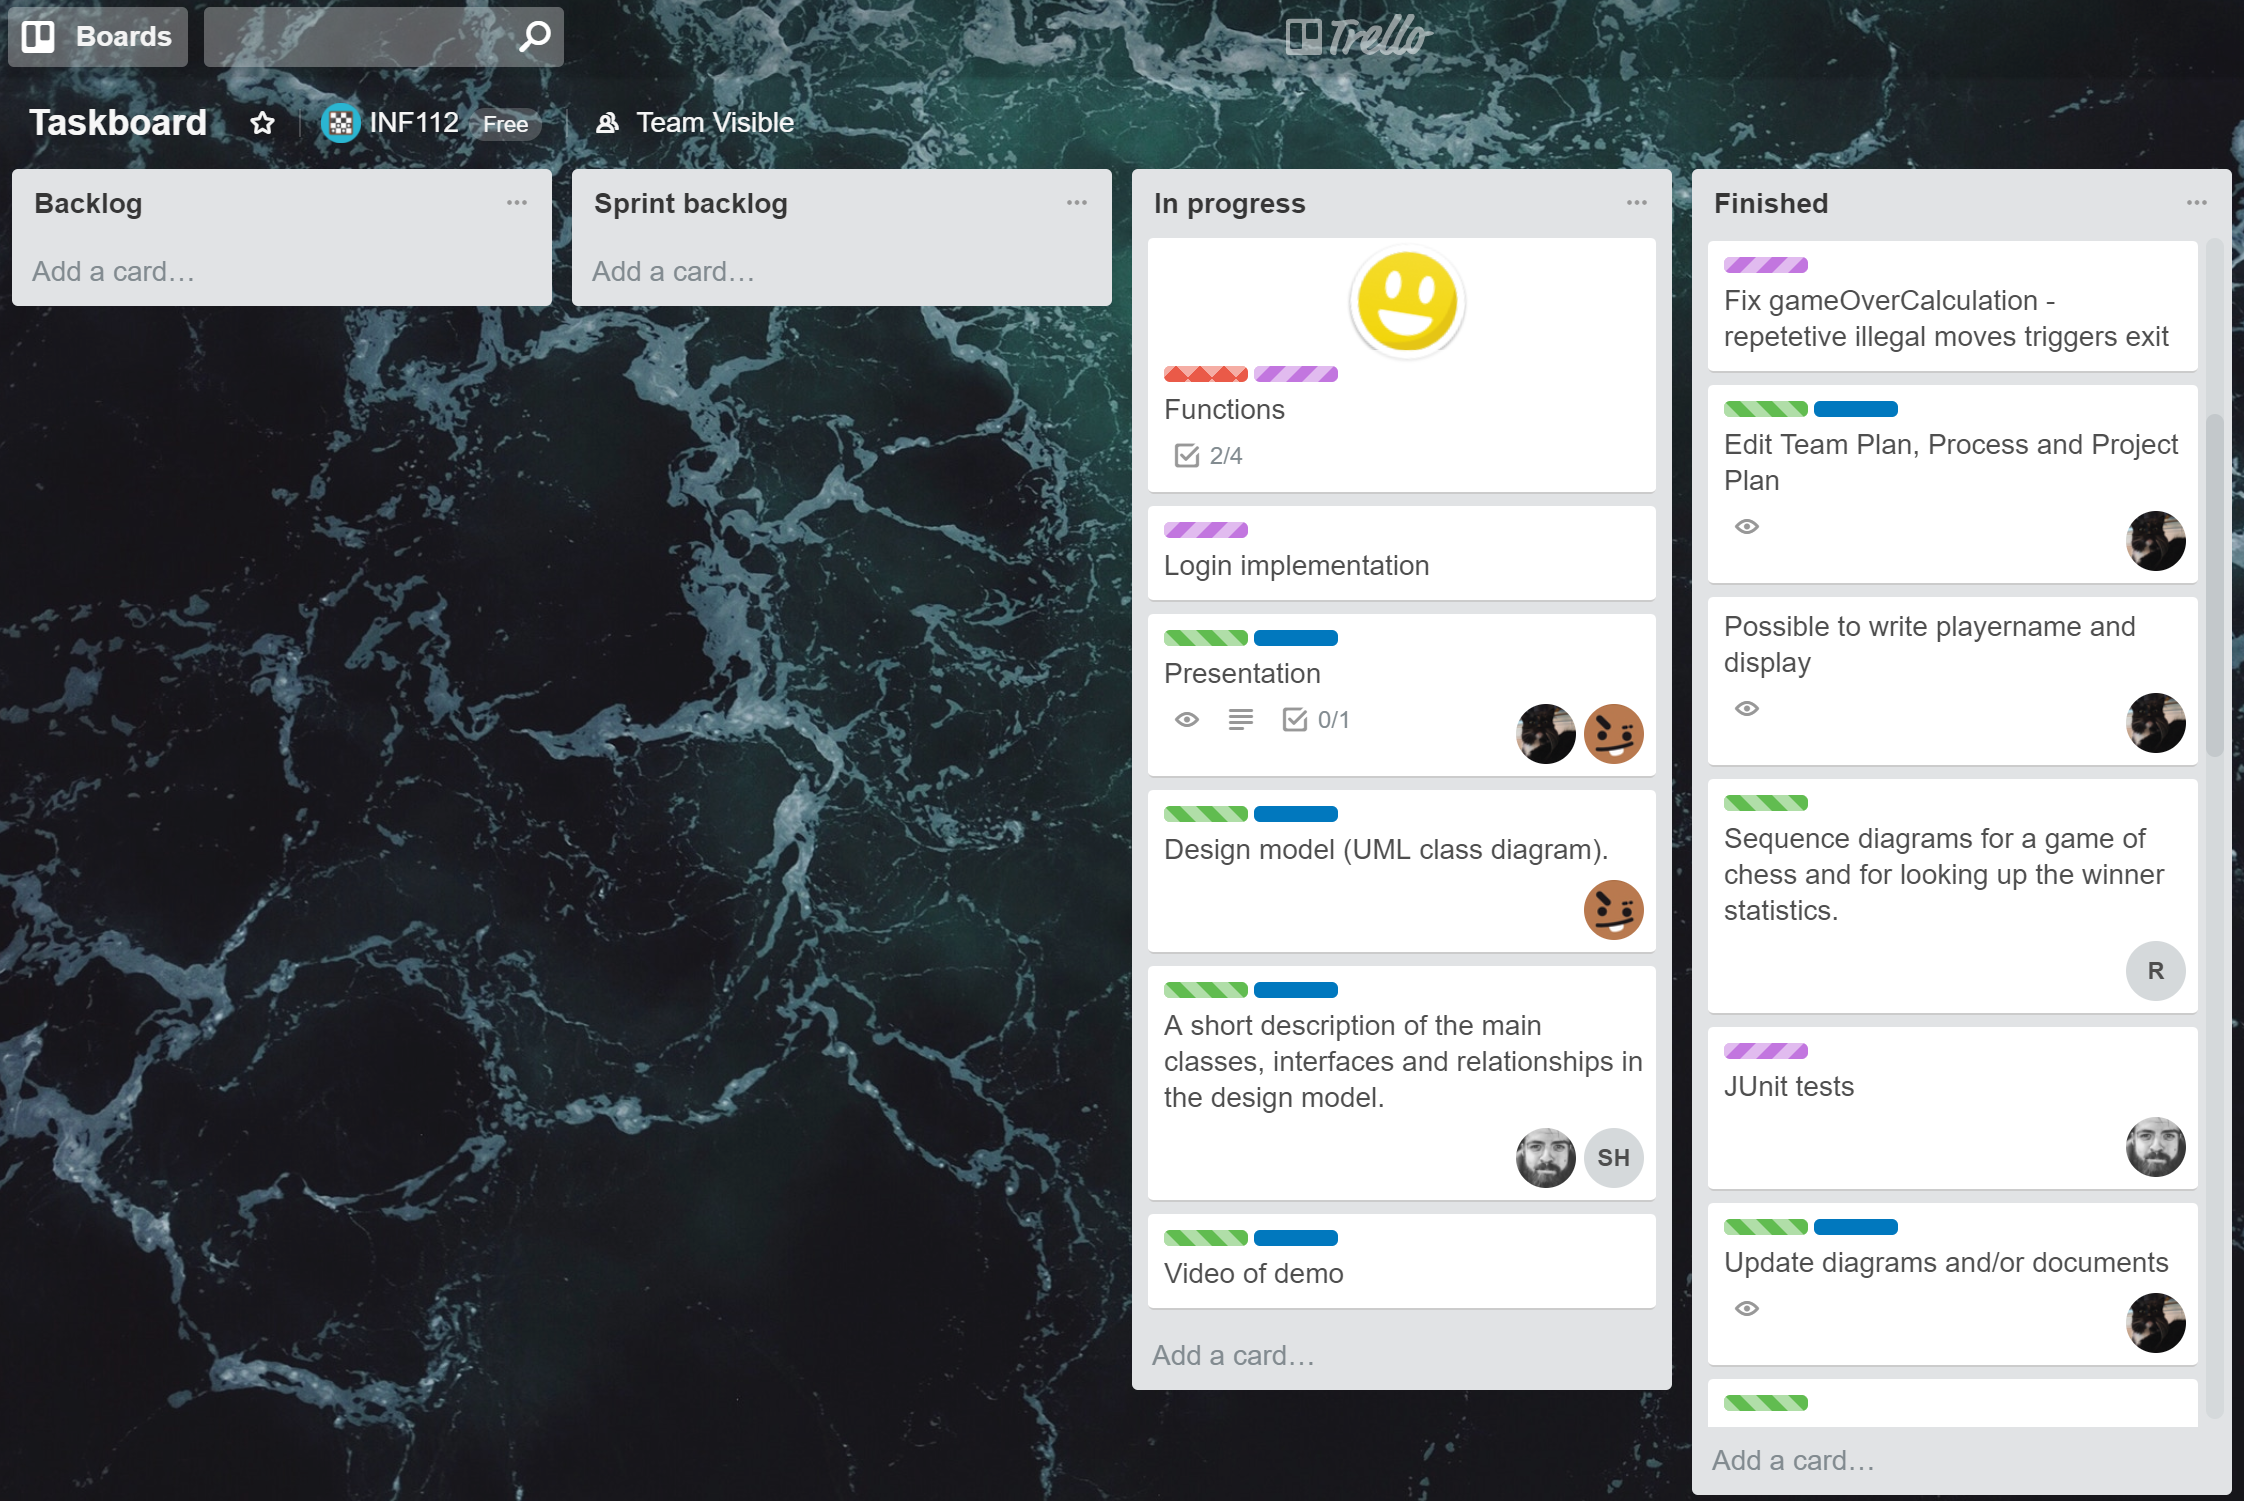 Boards
Trello
Taskboard
INF112 Free
Team Visible
Backlog
Add a card…
Sprint backlog
Add a card…
In progress
Functions
2/4
Login implementation
Presentation
0/1
Design model (UML class diagram).
A short description of the main
classes, interfaces and relationships in
the design model.
SH
Video of demo
Add a card…
Finished
Fix gameOverCalculation -
repetetive illegal moves triggers exit
Edit Team Plan, Process and Project
Plan
Possible to write playername and
display
Sequence diagrams for a game of
chess and for looking up the winner
statistics.
R
JUnit tests
Update diagrams and/or documents
Add a card…